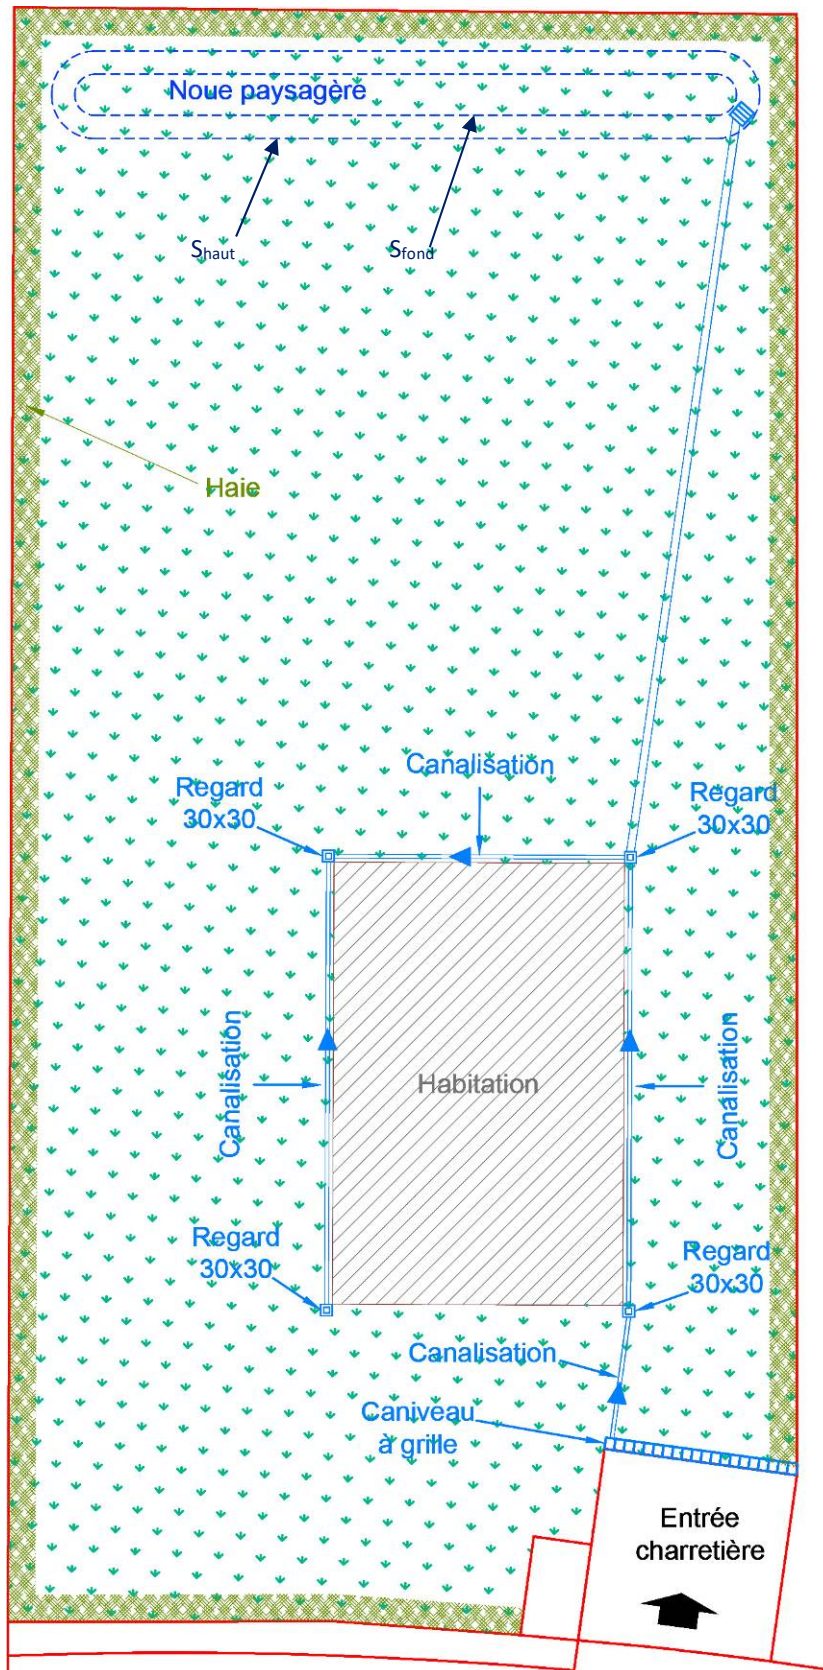 Noue paysagère
Shaut
Sfond
Haie
Canalisation
Regard
30x30
Regard
30x30
Canalisation
Habitation
Canalisation
Regard
30x30
Regard
30x30
Canalisation
Caniveau
à grille
Entrée
charretière